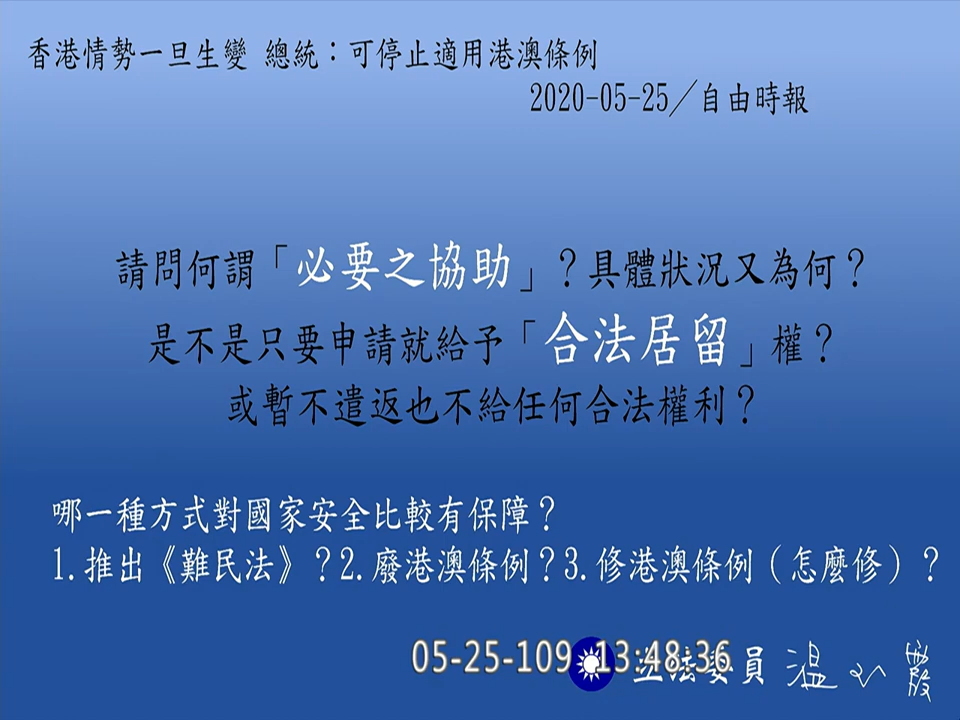 香港情勢一旦生變 總統：可停止適用港澳條例
2020-05-25／自由時報
請問何謂「必要之協助」？具體狀況又為何？
是不是只要申請就給予「合法居留」權？
或暫不遣返也不給任何合法權利？
哪一種方式對國家安全比較有保障？
1.推出《難民法》？2.廢港澳條例？3.修港澳條例（怎麼修）？
05-25-109 13:48:36
立法委員 溫玉霞